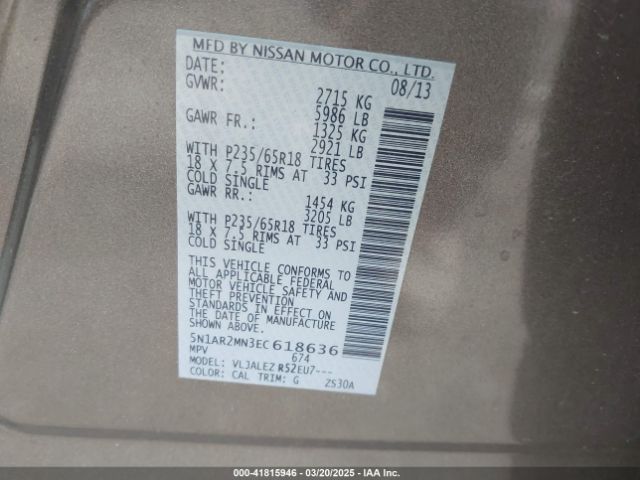 MFD BY NISSAN MOTOR CO., LTD.
DATE: 08/13
GVWR: 2715 KG
5986 LB
GAWR FR.: 1325 KG
2921 LB
WITH P235/65R18 TIRES
18 X 7.5 RIMS AT 33 PSI
COLD SINGLE
GAWR RR.: 1454 KG
3205 LB
WITH P235/65R18 TIRES
18 X 7.5 RIMS AT 33 PSI
COLD SINGLE
THIS VEHICLE CONFORMS TO
ALL APPLICABLE FEDERAL
MOTOR VEHICLE SAFETY AND
THEFT PREVENTION
STANDARDS IN EFFECT ON
THE DATE OF MANUFACTURE
SHOWN ABOVE.
5N1AR2MN3EC618636
MPV 674
MODEL: VLJALEZ R52EU7---
COLOR: CAL TRIM: G 2S30A
000-41815946 — 03/20/2025 — IAAI.COM